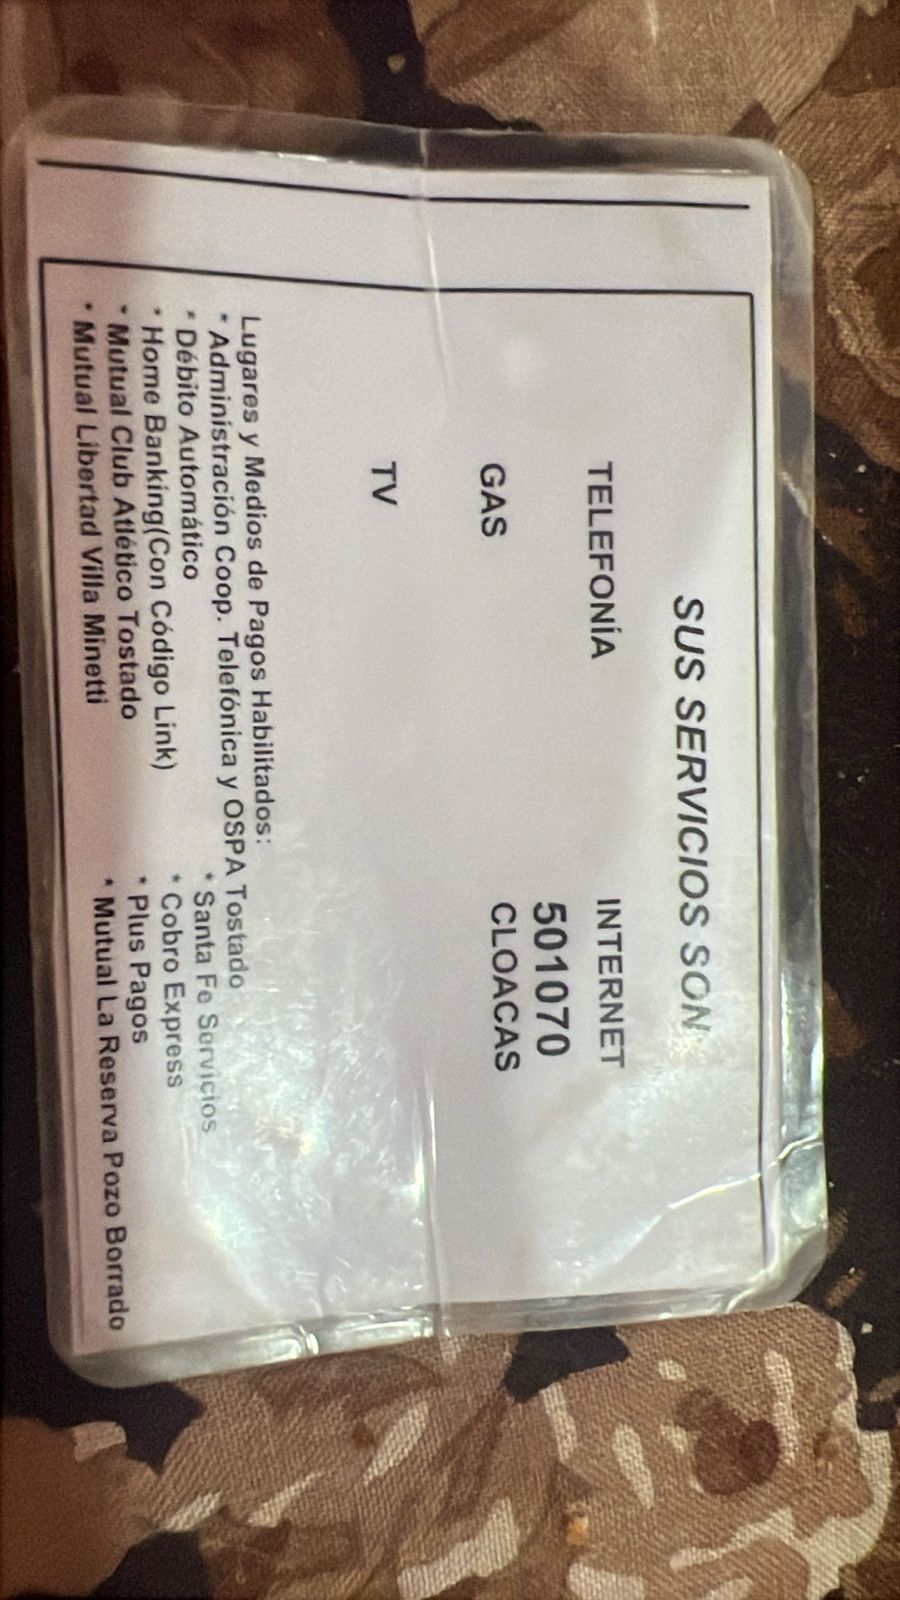 SUS SERVICIOS SON
TELEFONÍA INTERNET
501070
GAS CLOACAS
TV
Lugares y Medios de Pagos Habilitados:
* Administración Coop. Telefónica y OSPA Tostado
* Débito Automático * Santa Fe Servicios
* Home Banking(Con Código Link) * Cobro Express
* Mutual Club Atlético Tostado * Plus Pagos
* Mutual Libertad Villa Minetti * Mutual La Reserva Pozo Borrado